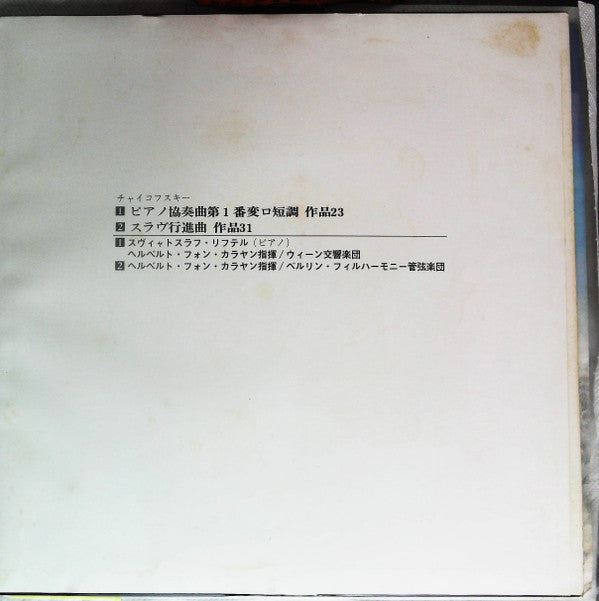 チャイコフスキー
1 ピアノ協奏曲第1番変ロ短調 作品23
2 スラヴ行進曲 作品31
1 スヴィャトスラフ・リフテル(ピアノ)
ヘルベルト・フォン・カラヤン指揮/ウィーン交響楽団
2 ヘルベルト・フォン・カラヤン指揮/ベルリン・フィルハーモニー管弦楽団